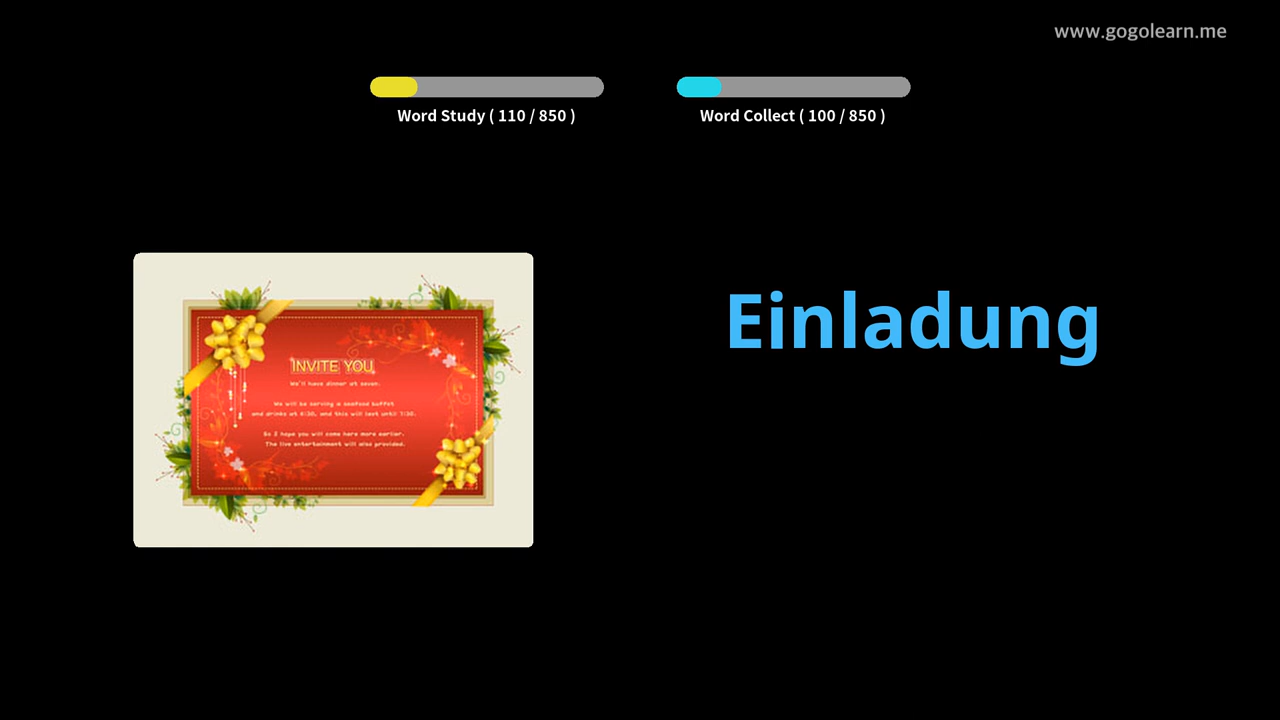 www.gogolearn.me
Word Study ( 110 / 850 )
Word Collect ( 100 / 850 )
INVITE YOU
We'll have dinner at seven.
We will be serving a seafood buffet
and drinks at 6:30, and this will last until 7:30.
So I hope you will come here more earlier.
The live entertainment will also provided.
Einladung